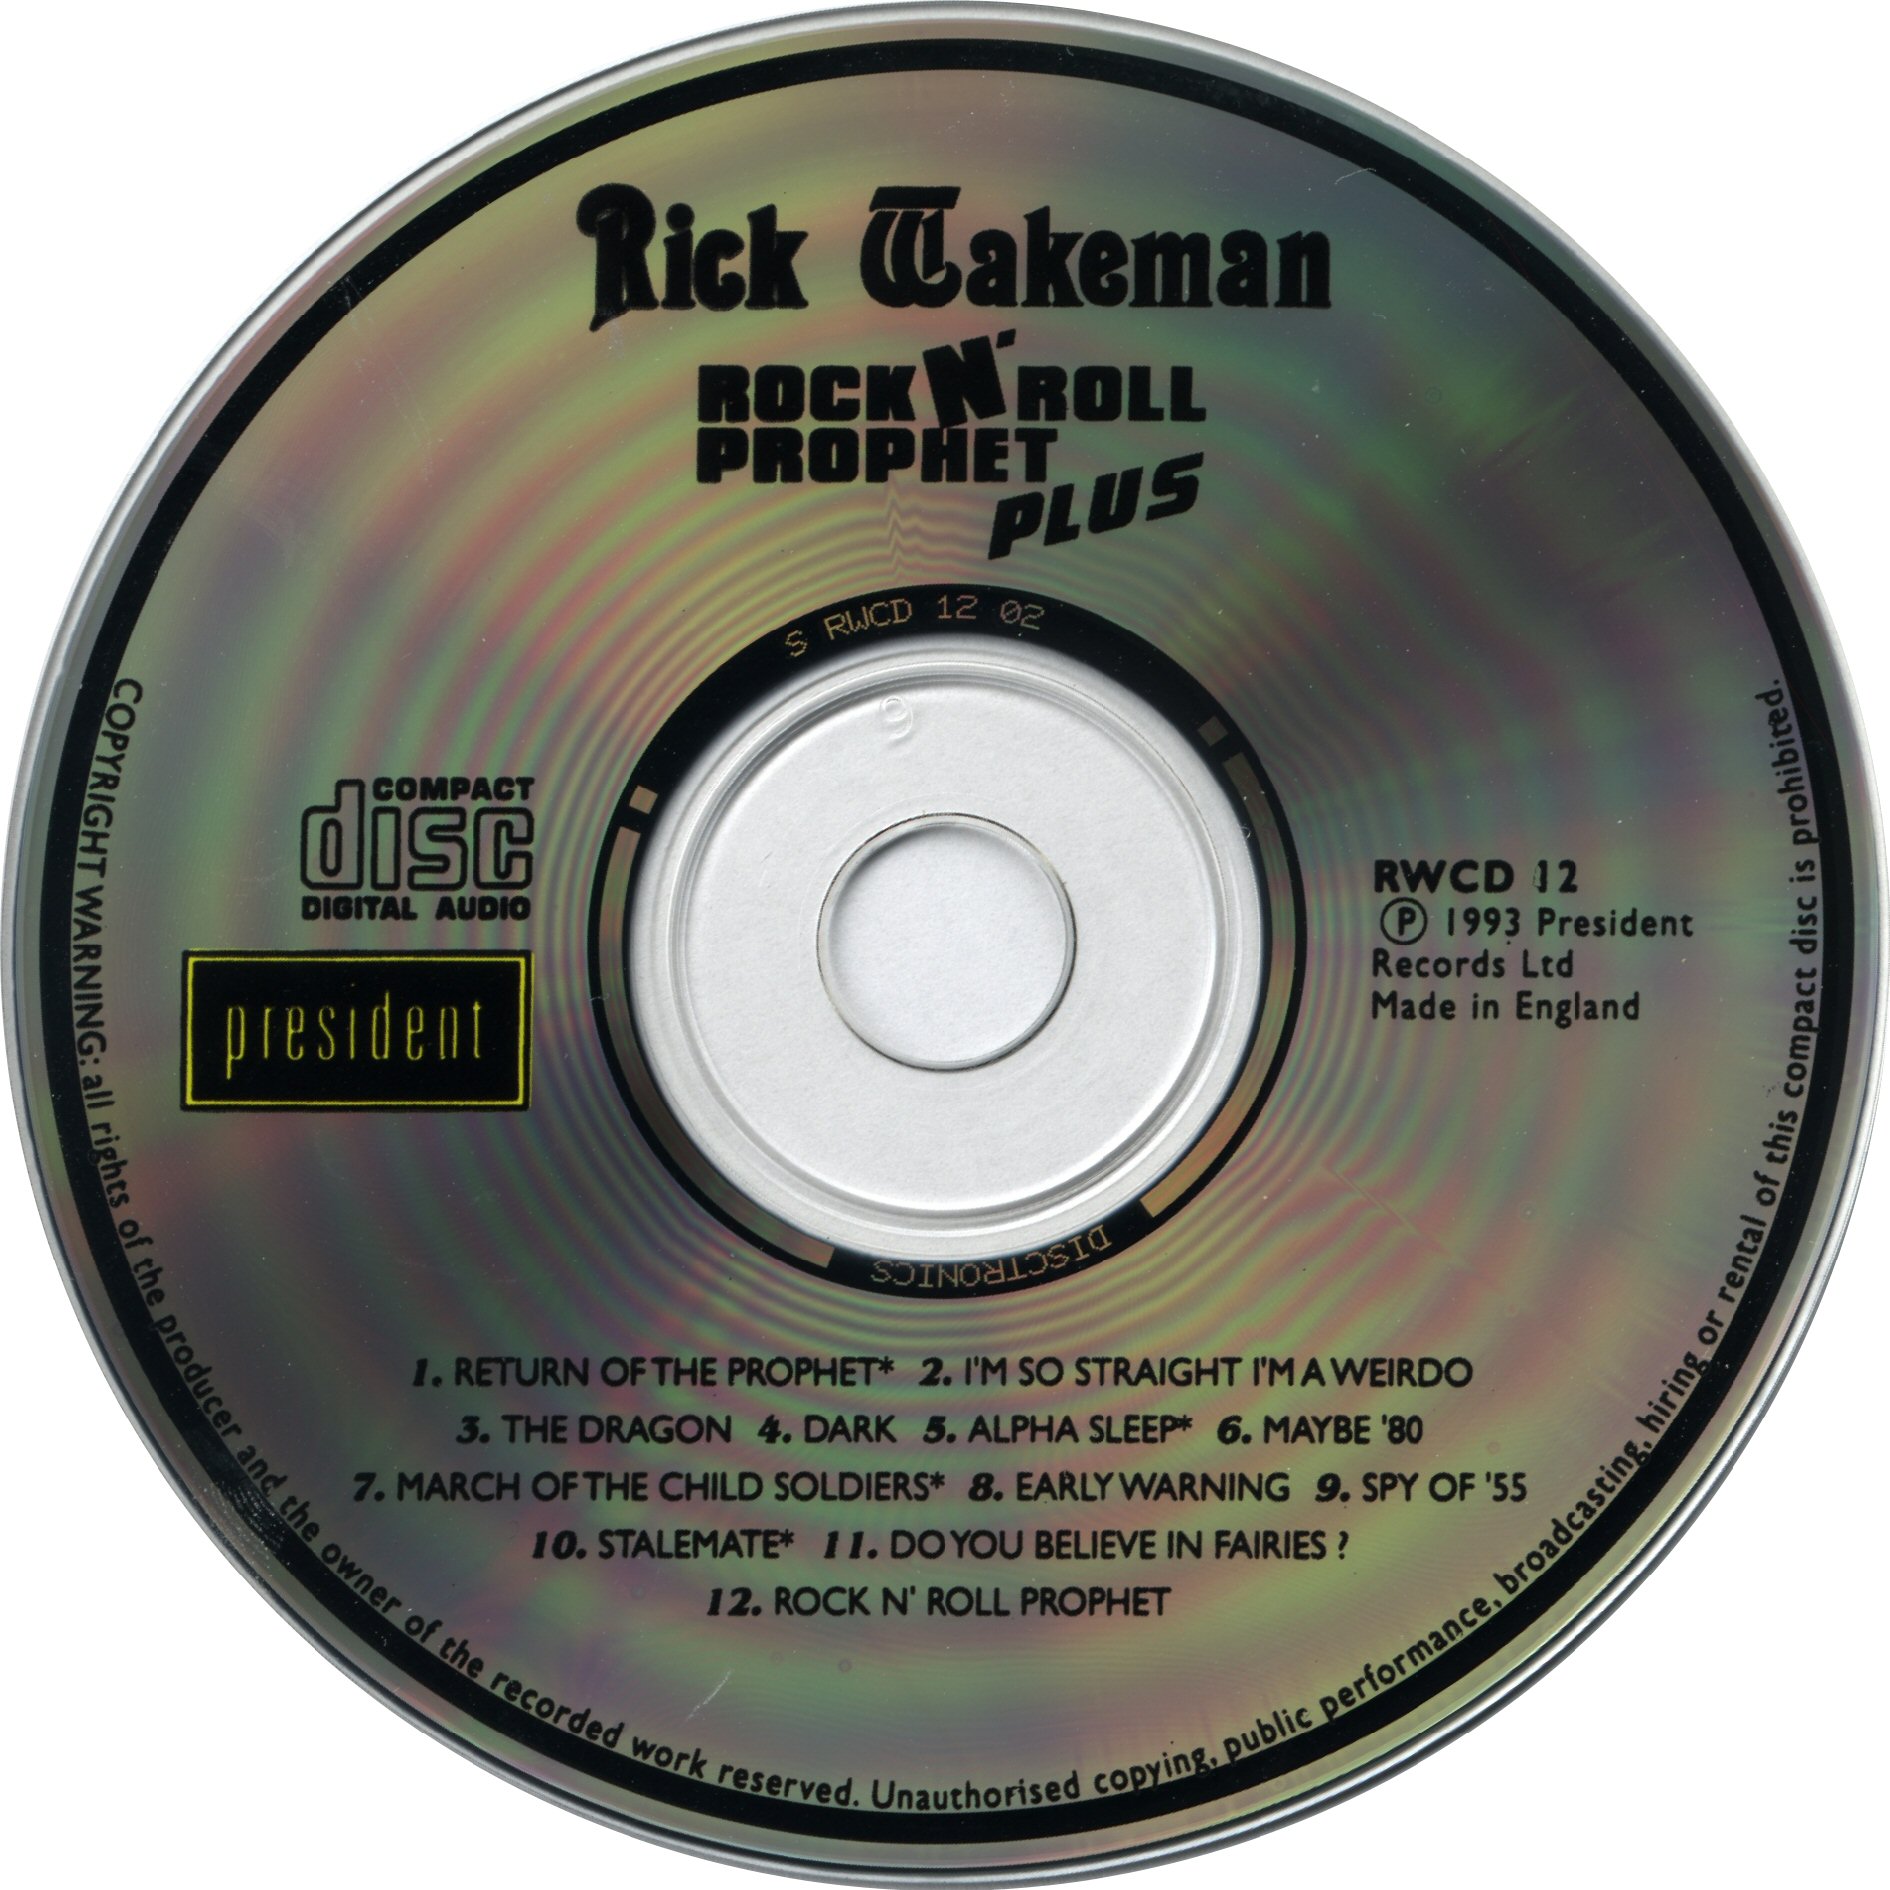 Rick Wakeman
ROCK N' ROLL
PROPHET
PLUS
S RWCD 12 02
9
COMPACT
disc
DIGITAL AUDIO
president
RWCD 12
Ⓟ 1993 President
Records Ltd
Made in England
DISCTRONICS
1. RETURN OF THE PROPHET* 2. I'M SO STRAIGHT I'M A WEIRDO
3. THE DRAGON 4. DARK 5. ALPHA SLEEP* 6. MAYBE '80
7. MARCH OF THE CHILD SOLDIERS* 8. EARLY WARNING 9. SPY OF '55
10. STALEMATE* 11. DO YOU BELIEVE IN FAIRIES ?
12. ROCK N' ROLL PROPHET
COPYRIGHT WARNING: all rights of the producer and the owner of the recorded work reserved. Unauthorised copying, public performance, broadcasting, hiring or rental of this compact disc is prohibited.